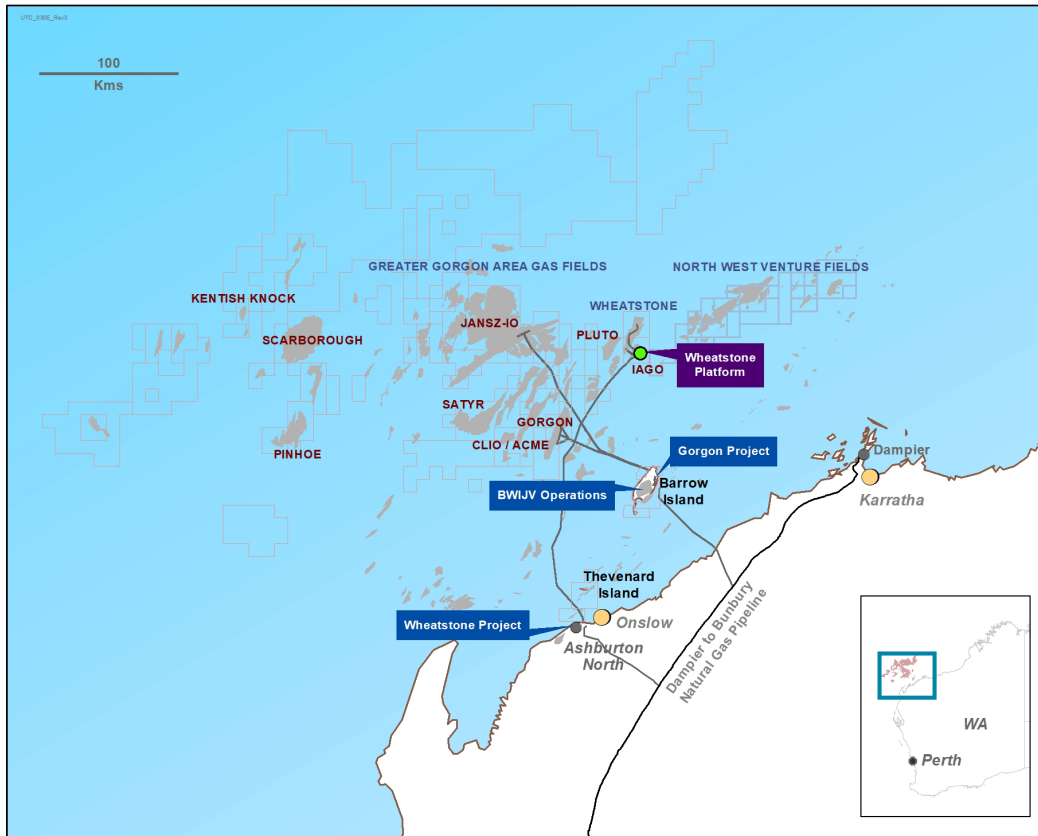 UTC_038E_Rev3
100
Kms
GREATER GORGON AREA GAS FIELDS
NORTH WEST VENTURE FIELDS
KENTISH KNOCK
WHEATSTONE
JANSZ-IO
SCARBOROUGH
PLUTO
Wheatstone
Platform
IAGO
SATYR
GORGON
CLIO / ACME
PINHOE
Gorgon Project
Dampier
BWIJV Operations
Barrow
Island
Karratha
Thevenard
Island
Wheatstone Project
Onslow
Ashburton
North
Dampier to Bunbury
Natural Gas Pipeline
WA
Perth